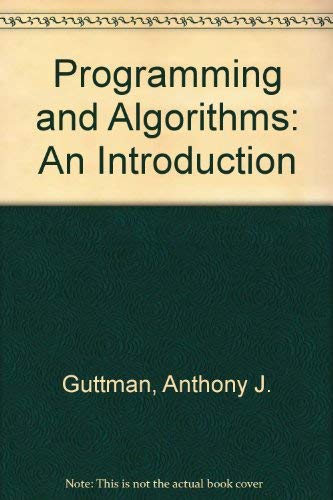 Programming
and Algorithms:
An Introduction
Guttman, Anthony J.
Note: This is not the actual book cover